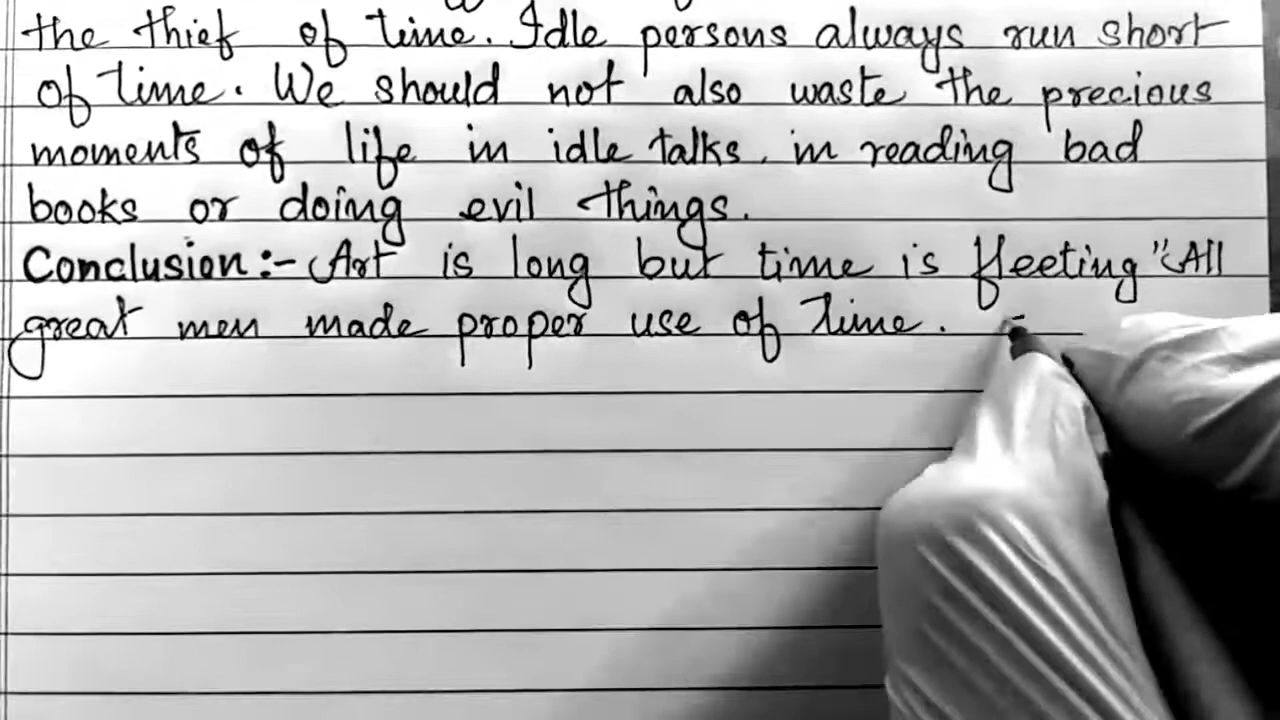 the thief of time. Idle persons always run short
of time. We should not also waste the precious
moments of life in idle talks, in reading bad
books or doing evil things.
Conclusion:- Art is long but time is fleeting" All
great men made proper use of time.